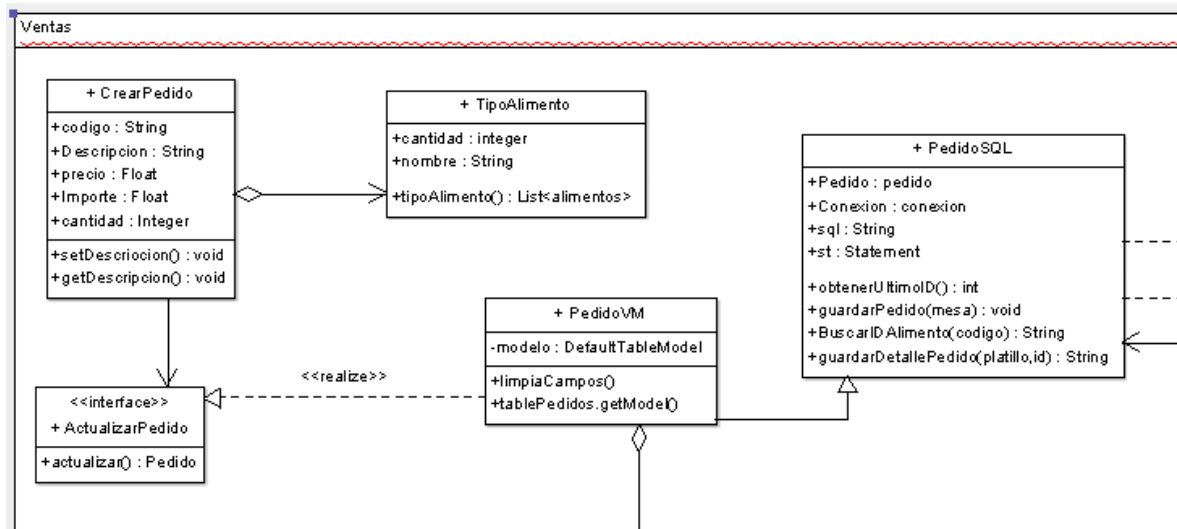 Ventas
+ CrearPedido
+codigo : String
+Descripcion : String
+precio : Float
+Importe : Float
+cantidad : Integer
+setDescriocion() : void
+getDescripcion() : void
+ TipoAlimento
+cantidad : integer
+nombre : String
+tipoAlimento() : List<alimentos>
+ PedidoSQL
+Pedido : pedido
+Conexion : conexion
+sql : String
+st : Statement
+obtenerUltimoID() : int
+guardarPedido(mesa) : void
+BuscarIDAlimento(codigo) : String
+guardarDetallePedido(platillo,id) : String
+ PedidoVM
-modelo : DefaultTableModel
+limpiaCampos()
+tablePedidos.getModel()
<<realize>>
<<interface>>
+ ActualizarPedido
+actualizar() : Pedido